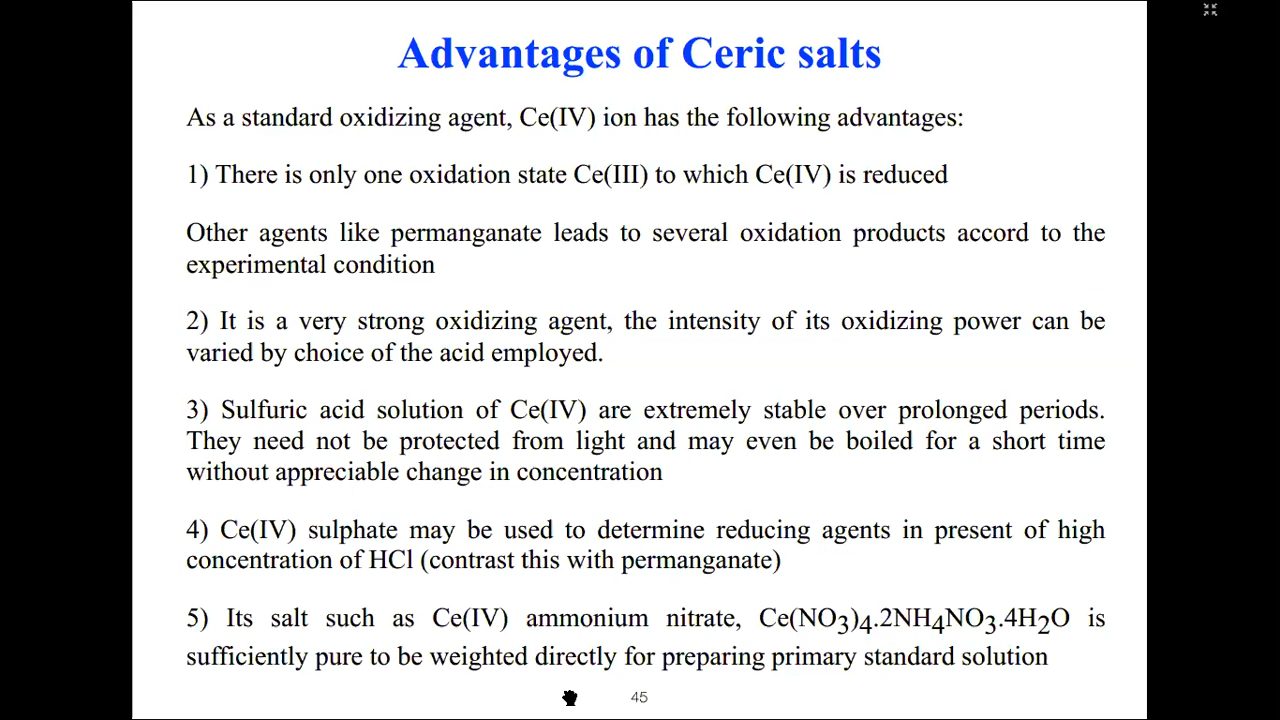 Advantages of Ceric salts
As a standard oxidizing agent, Ce(IV) ion has the following advantages:
1) There is only one oxidation state Ce(III) to which Ce(IV) is reduced
Other agents like permanganate leads to several oxidation products accord to the
experimental condition
2) It is a very strong oxidizing agent, the intensity of its oxidizing power can be
varied by choice of the acid employed.
3) Sulfuric acid solution of Ce(IV) are extremely stable over prolonged periods.
They need not be protected from light and may even be boiled for a short time
without appreciable change in concentration
4) Ce(IV) sulphate may be used to determine reducing agents in present of high
concentration of HCl (contrast this with permanganate)
5) Its salt such as Ce(IV) ammonium nitrate, Ce(NO3)4.2NH4NO3.4H2O is
sufficiently pure to be weighted directly for preparing primary standard solution
45